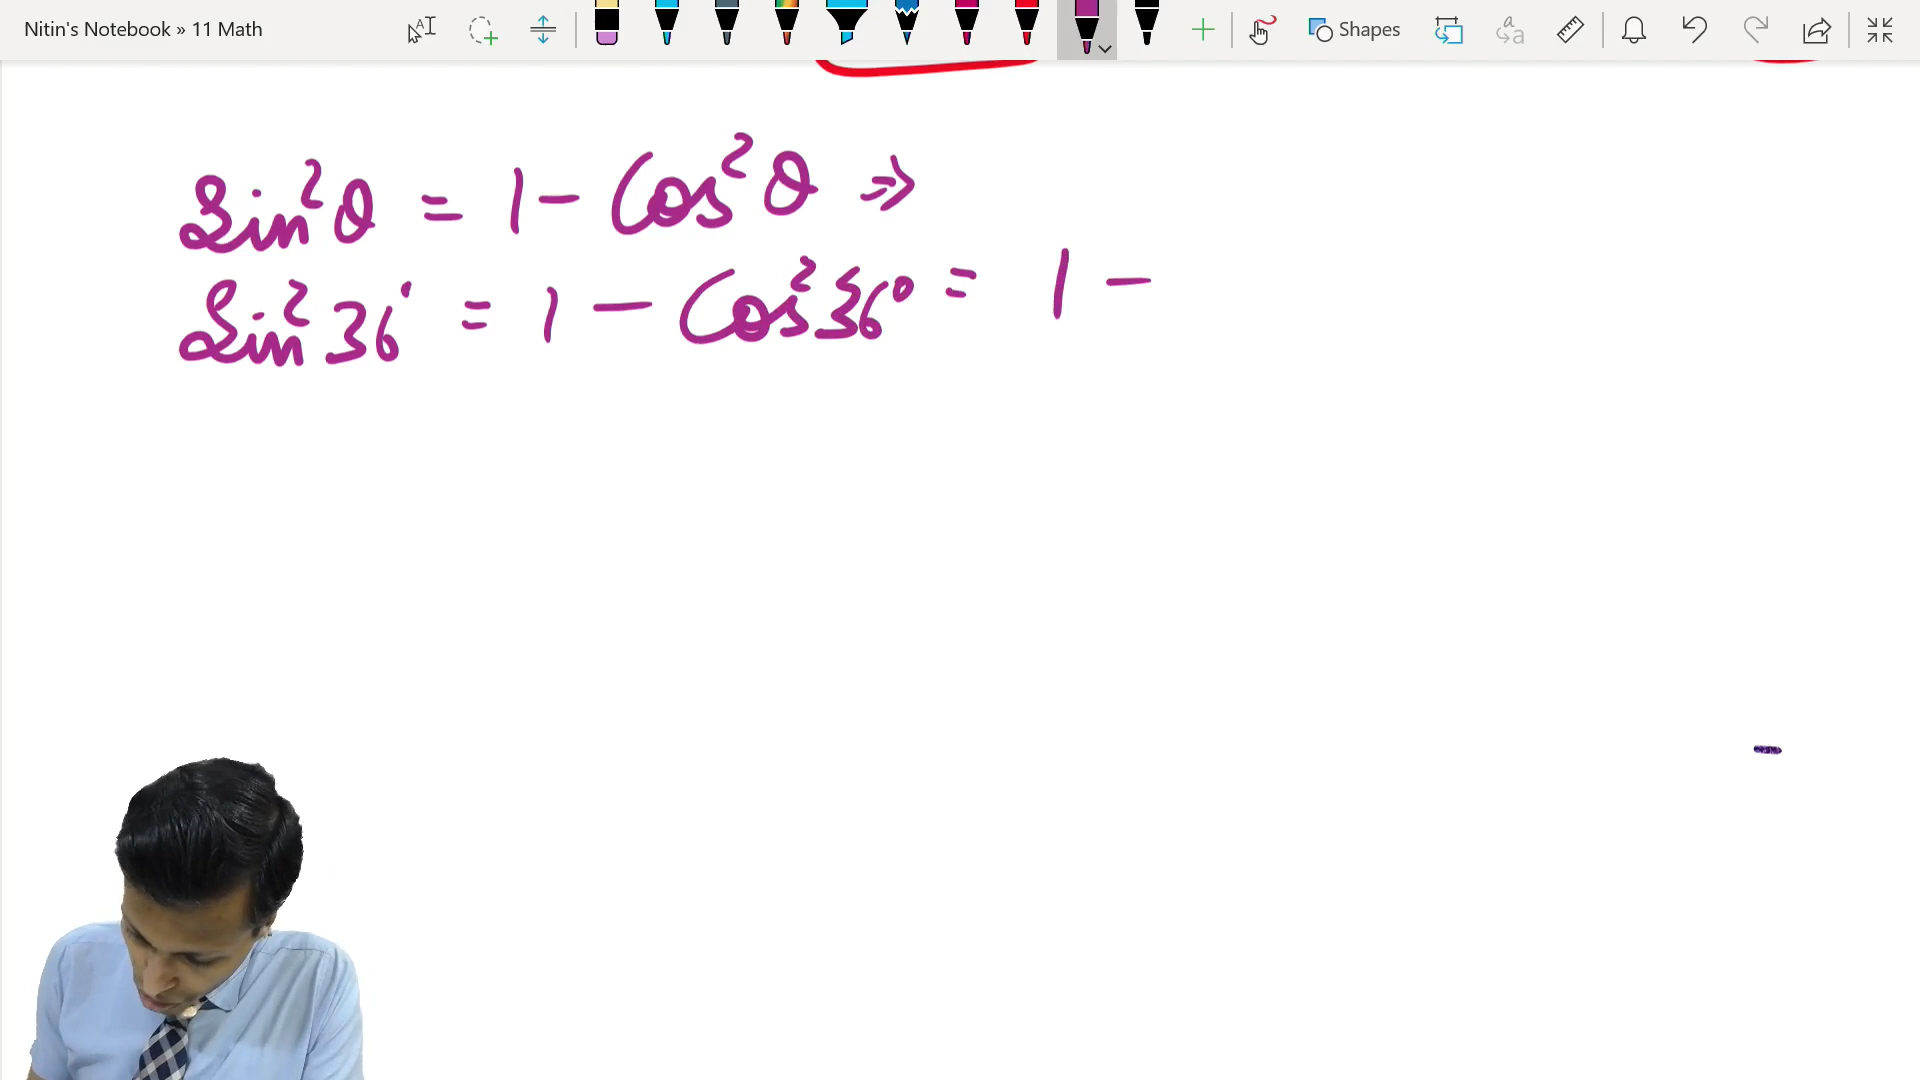 Nitin's Notebook » 11 Math
Shapes
Sin²θ = 1 - Cos²θ ⇒
Sin²36° = 1 - Cos²36° = 1 -